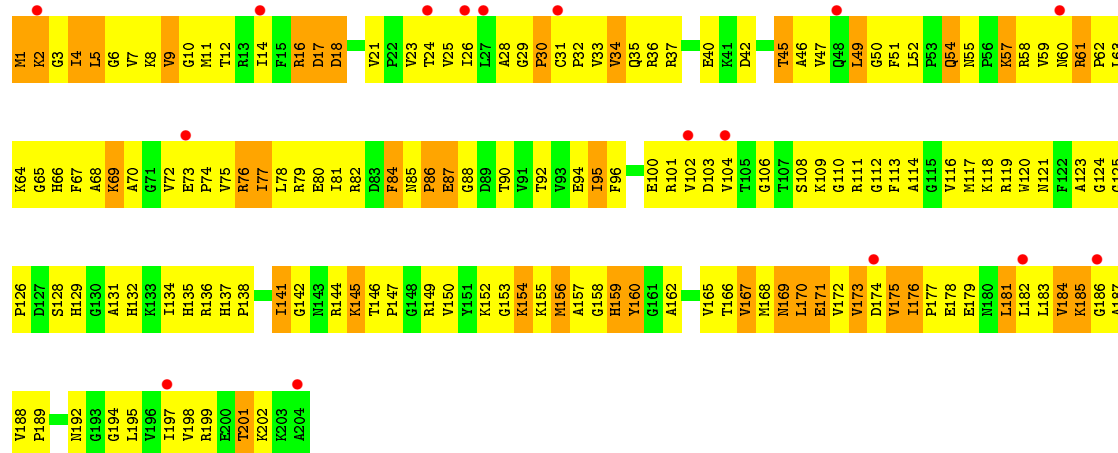 M1 K2 G3 I4 L5 G6 V7 K8 V9 G10 M11 T12 R13 I14 F15 R16 D17 D18 V21 P22 V23 T24 V25 I26 L27 A28 G29 P30 C31 P32 V33 V34 Q35 R36 R37 E40 K41 D42 T45 A46 V47 Q48 L49 G50 F51 L52 P53 Q54 N55 P56 K57 R58 V59 N60 R61 P62 L63
K64 G65 H66 F67 A68 K69 A70 G71 V72 E73 P74 V75 R76 I77 L78 R79 E80 I81 R82 D83 F84 N85 P86 E87 G88 D89 T90 V91 T92 V93 E94 I95 F96 E100 R101 V102 D103 V104 T105 G106 T107 S108 K109 G110 R111 G112 F113 A114 G115 V116 M117 K118 R119 W120 N121 F122 A123 G124 G125
P126 D127 S128 H129 G130 A131 H132 K133 I134 H135 R136 H137 P138 I141 G142 N143 R144 K145 T146 P147 G148 R149 V150 Y151 K152 G153 K154 K155 M156 A157 G158 H159 Y160 G161 A162 V165 T166 V167 M168 N169 L170 E171 V172 V173 D174 V175 I176 P177 E178 E179 N180 L181 L182 L183 V184 K185 G186 A187
V188 P189 N192 G193 G194 L195 V196 I197 V198 R199 E200 T201 K202 K203 A204